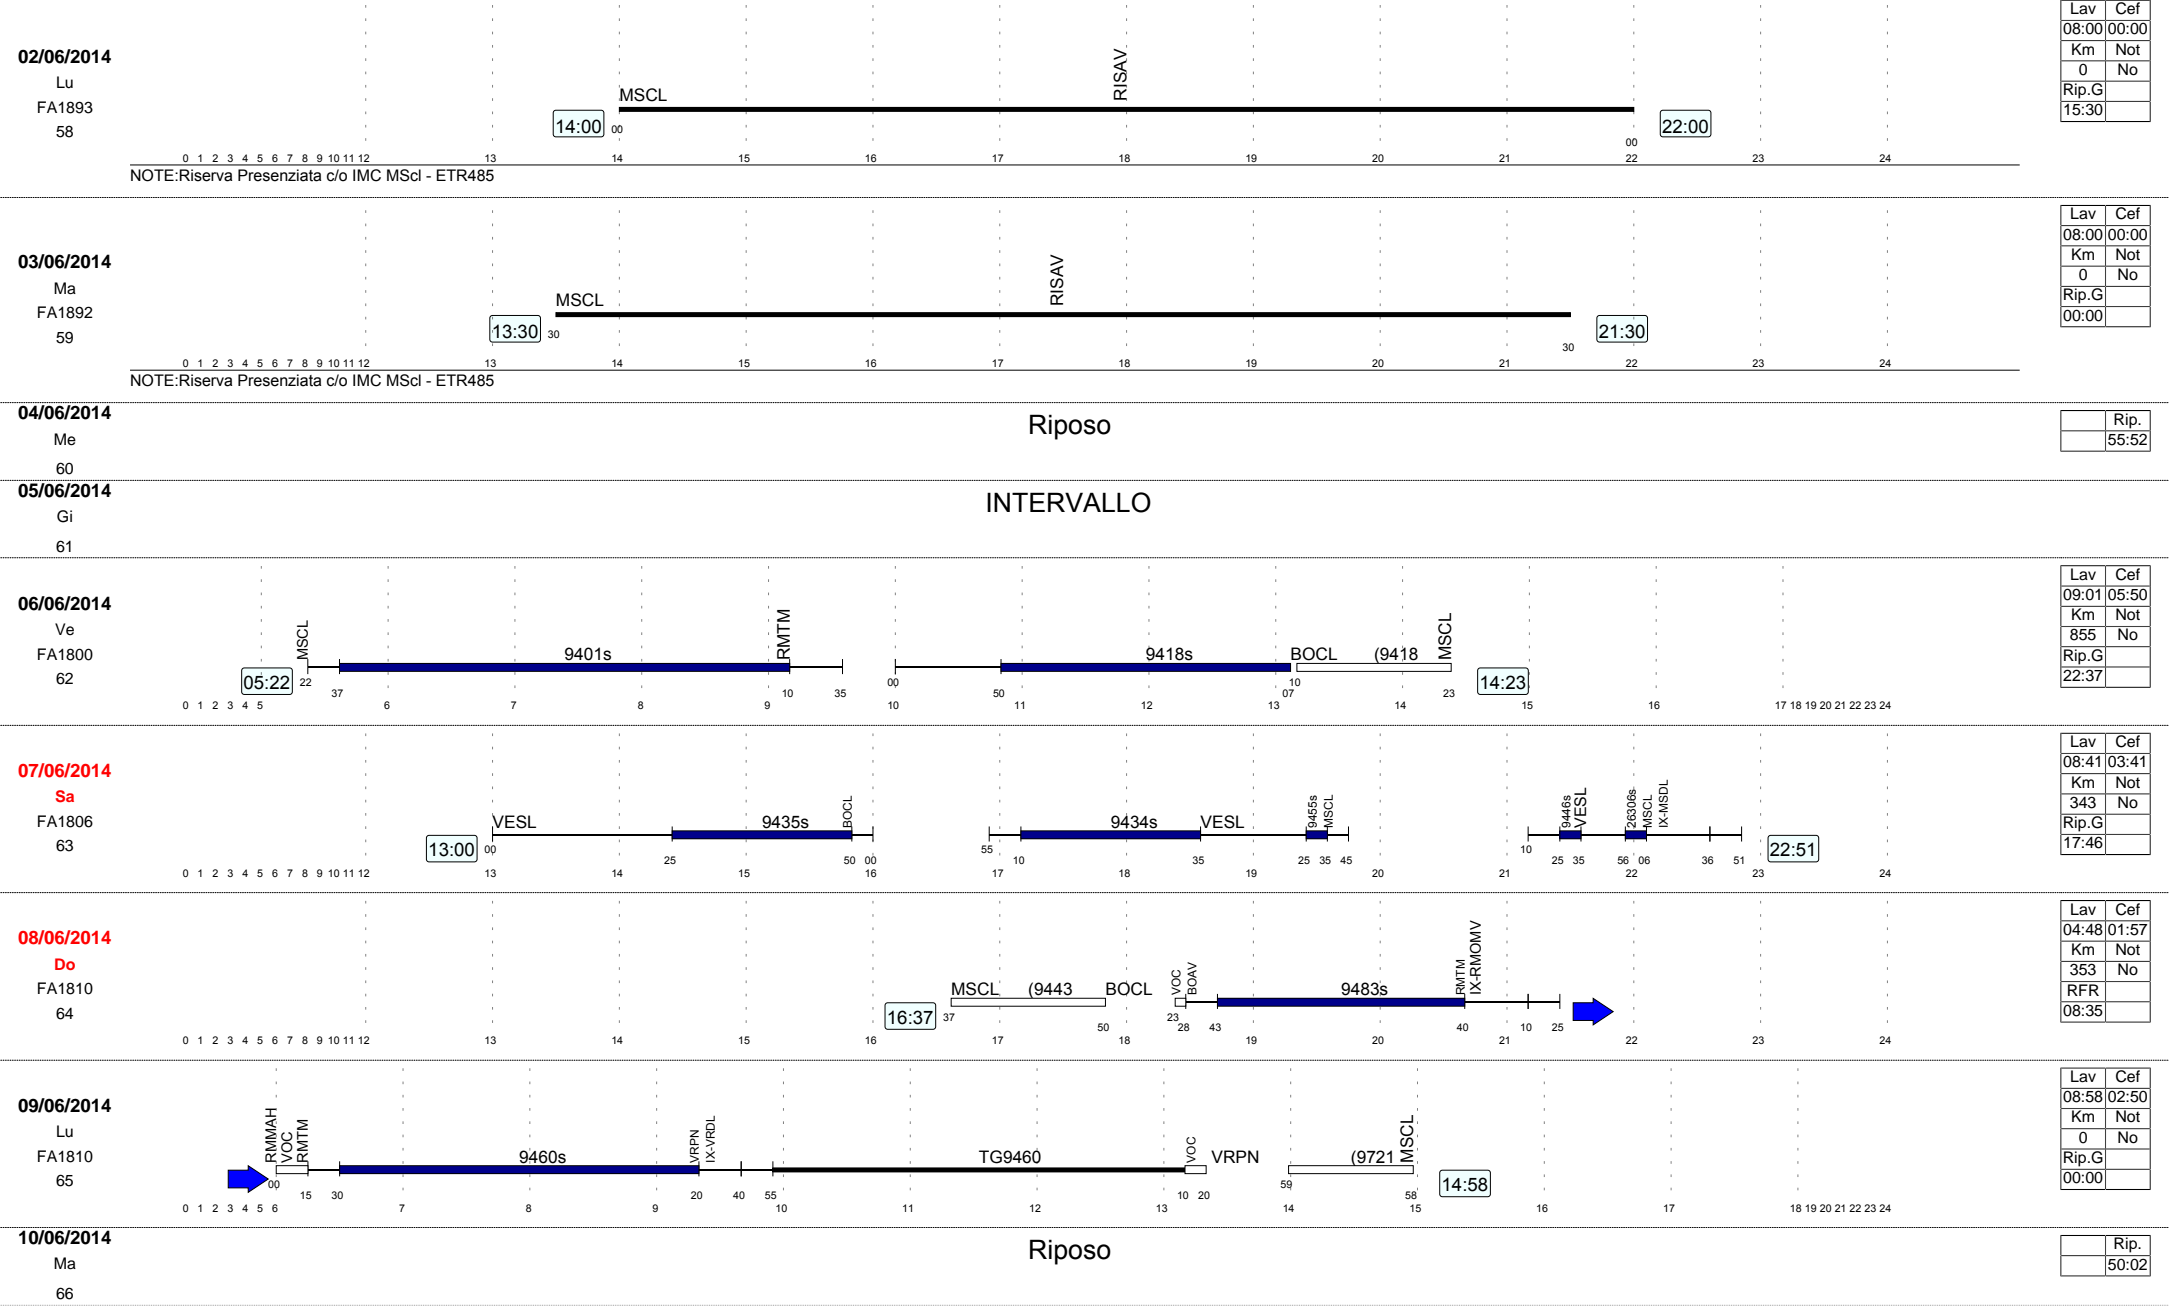 Lav Cef
08:00 00:00
Km Not
0 No
Rip.G
15:30
02/06/2014
Lu
FA1893
58
MSCL
RISAV
14:00 00
00 22:00
0 1 2 3 4 5 6 7 8 9 10 11 12 13 14 15 16 17 18 19 20 21 22 23 24
NOTE:Riserva Presenziata c/o IMC MScl - ETR485
Lav Cef
08:00 00:00
Km Not
0 No
Rip.G
00:00
03/06/2014
Ma
FA1892
59
MSCL
RISAV
13:30 30
30 21:30
0 1 2 3 4 5 6 7 8 9 10 11 12 13 14 15 16 17 18 19 20 21 22 23 24
NOTE:Riserva Presenziata c/o IMC MScl - ETR485
04/06/2014
Me
60
Riposo
Rip.
55:52
05/06/2014
Gi
61
INTERVALLO
Lav Cef
09:01 05:50
Km Not
855 No
Rip.G
22:37
06/06/2014
Ve
FA1800
62
MSCL 9401s RMTM 9418s BOCL (9418 MSCL
05:22 22 37 10 35 00 50 07 10 23 14:23
0 1 2 3 4 5 6 7 8 9 10 11 12 13 14 15 16 17 18 19 20 21 22 23 24
Lav Cef
08:41 03:41
Km Not
343 No
Rip.G
17:46
07/06/2014
Sa
FA1806
63
VESL 9435s BOCL 9434s VESL 9455s MSCL 9446s VESL 26306s MSCL IX-MSDL
13:00 00 25 50 00 55 10 35 25 35 45 10 25 35 56 06 36 51 22:51
0 1 2 3 4 5 6 7 8 9 10 11 12 13 14 15 16 17 18 19 20 21 22 23 24
Lav Cef
04:48 01:57
Km Not
353 No
RFR
08:35
08/06/2014
Do
FA1810
64
MSCL (9443 BOCL VOC BOAV 9483s RMTM IX-RMOMV
16:37 37 50 23 28 43 40 10 25
0 1 2 3 4 5 6 7 8 9 10 11 12 13 14 15 16 17 18 19 20 21 22 23 24
Lav Cef
08:58 02:50
Km Not
0 No
Rip.G
00:00
09/06/2014
Lu
FA1810
65
RMMAH VOC RMTM 9460s VRPN IX-VRDL TG9460 VOC VRPN (9721 MSCL
00 15 30 20 40 55 10 20 59 58 14:58
0 1 2 3 4 5 6 7 8 9 10 11 12 13 14 15 16 17 18 19 20 21 22 23 24
10/06/2014
Ma
66
Riposo
Rip.
50:02